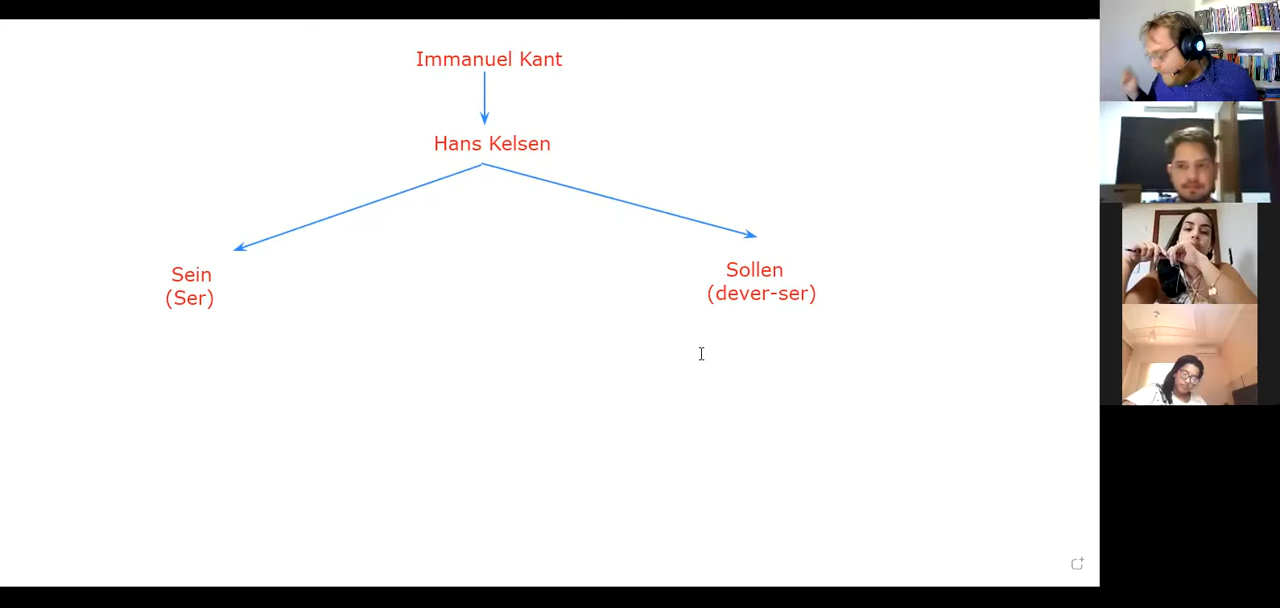 Immanuel Kant
Hans Kelsen
Sein
(Ser)
Sollen
(dever-ser)